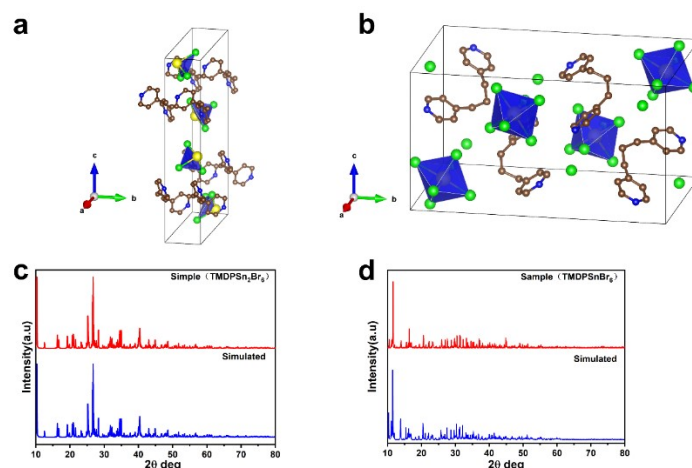 a
b
c
b
a
c
b
a
c
d
Simple（TMDPSn2Br6）
Simulated
Intensity(a.u)
10 20 30 40 50 60 70 80
2θ deg
Sample (TMDPSnBr6)
Simulated
Intensity(a.u)
10 20 30 40 50 60 70 80
2θ deg